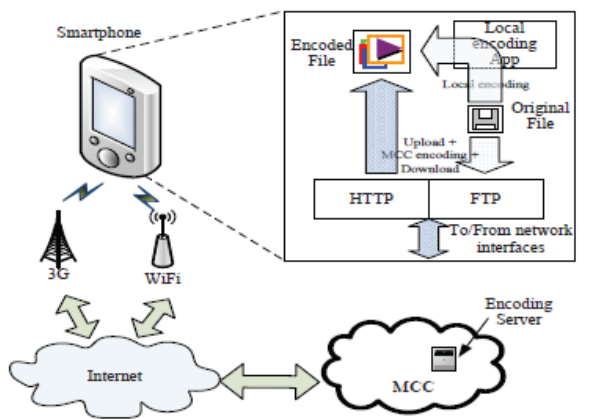 Smartphone
Encoded
File
Local
encoding
App
Local encoding
Original
File
Upload +
MCC encoding +
Download
HTTP
FTP
To/From network
interfaces
3G
WiFi
Encoding
Server
Internet
MCC